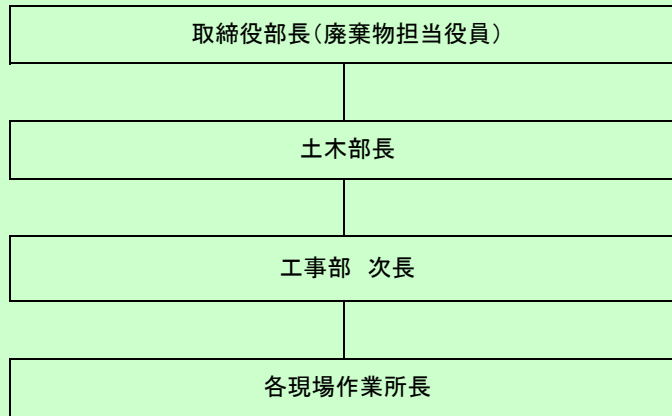 取締役部長(廃棄物担当役員)
土木部長
工事部　次長
各現場作業所長